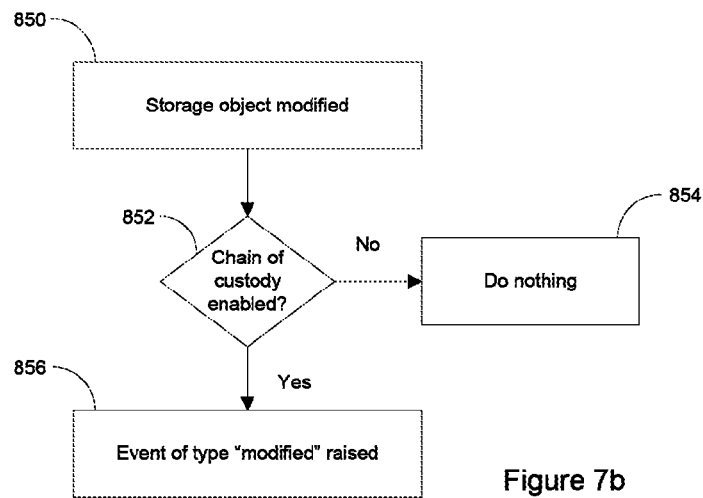 850
Storage object modified
852
Chain of
custody
enabled?
No
854
Do nothing
Yes
856
Event of type “modified” raised
Figure 7b